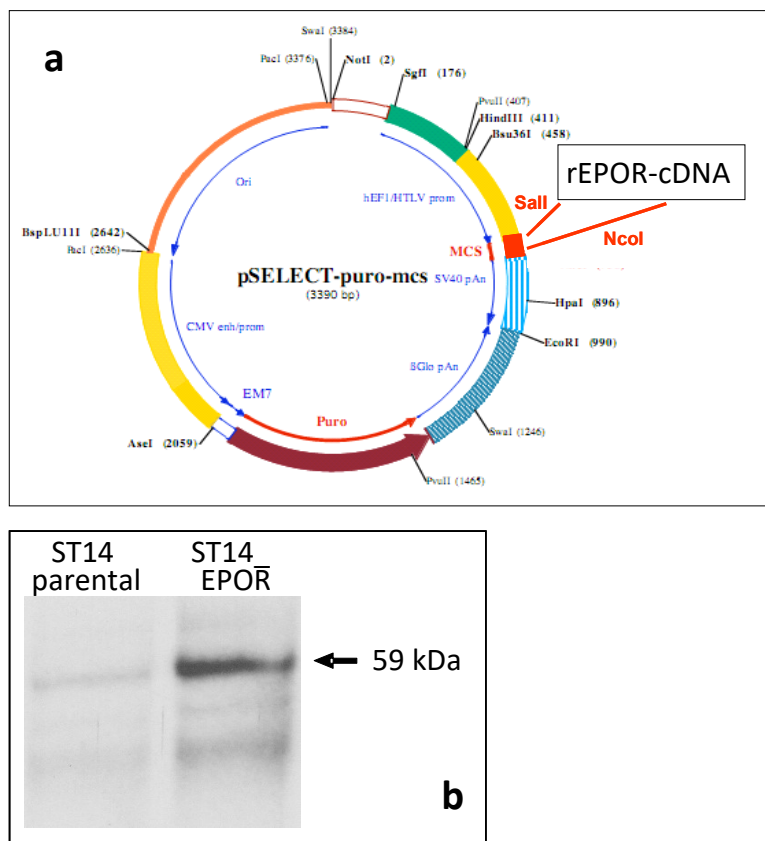 a
SwaI (3384)
PacI (3376)
NotI (2)
SgfI (176)
PvuII (407)
HindIII (411)
Bsu36I (458)
rEPOR-cDNA
SalI
NcoI
Ori
hEF1/HTLV prom
MCS
SV40 pAn
BspLU11I (2642)
PacI (2636)
pSELECT-puro-mcs
(3390 bp)
HpaI (896)
EcoRI (990)
CMV enh/prom
BGlo pAn
EM7
Puro
AseI (2059)
SwaI (1246)
PvuII (1465)
ST14
parental
ST14
EPOR
59 kDa
b